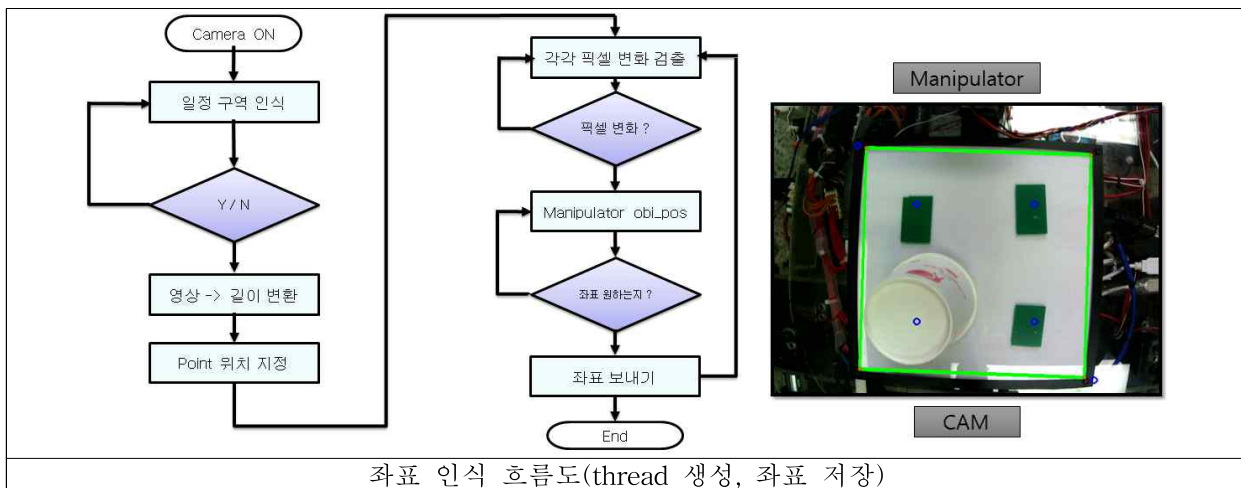 Camera ON
일정 구역 인식
Y / N
영상 -> 길이 변환
Point 위치 지정
각각 픽셀 변화 검출
픽셀 변화 ?
Manipulator obj_pos
좌표 원하는지 ?
좌표 보내기
End
Manipulator
CAM
좌표 인식 흐름도(thread 생성, 좌표 저장)